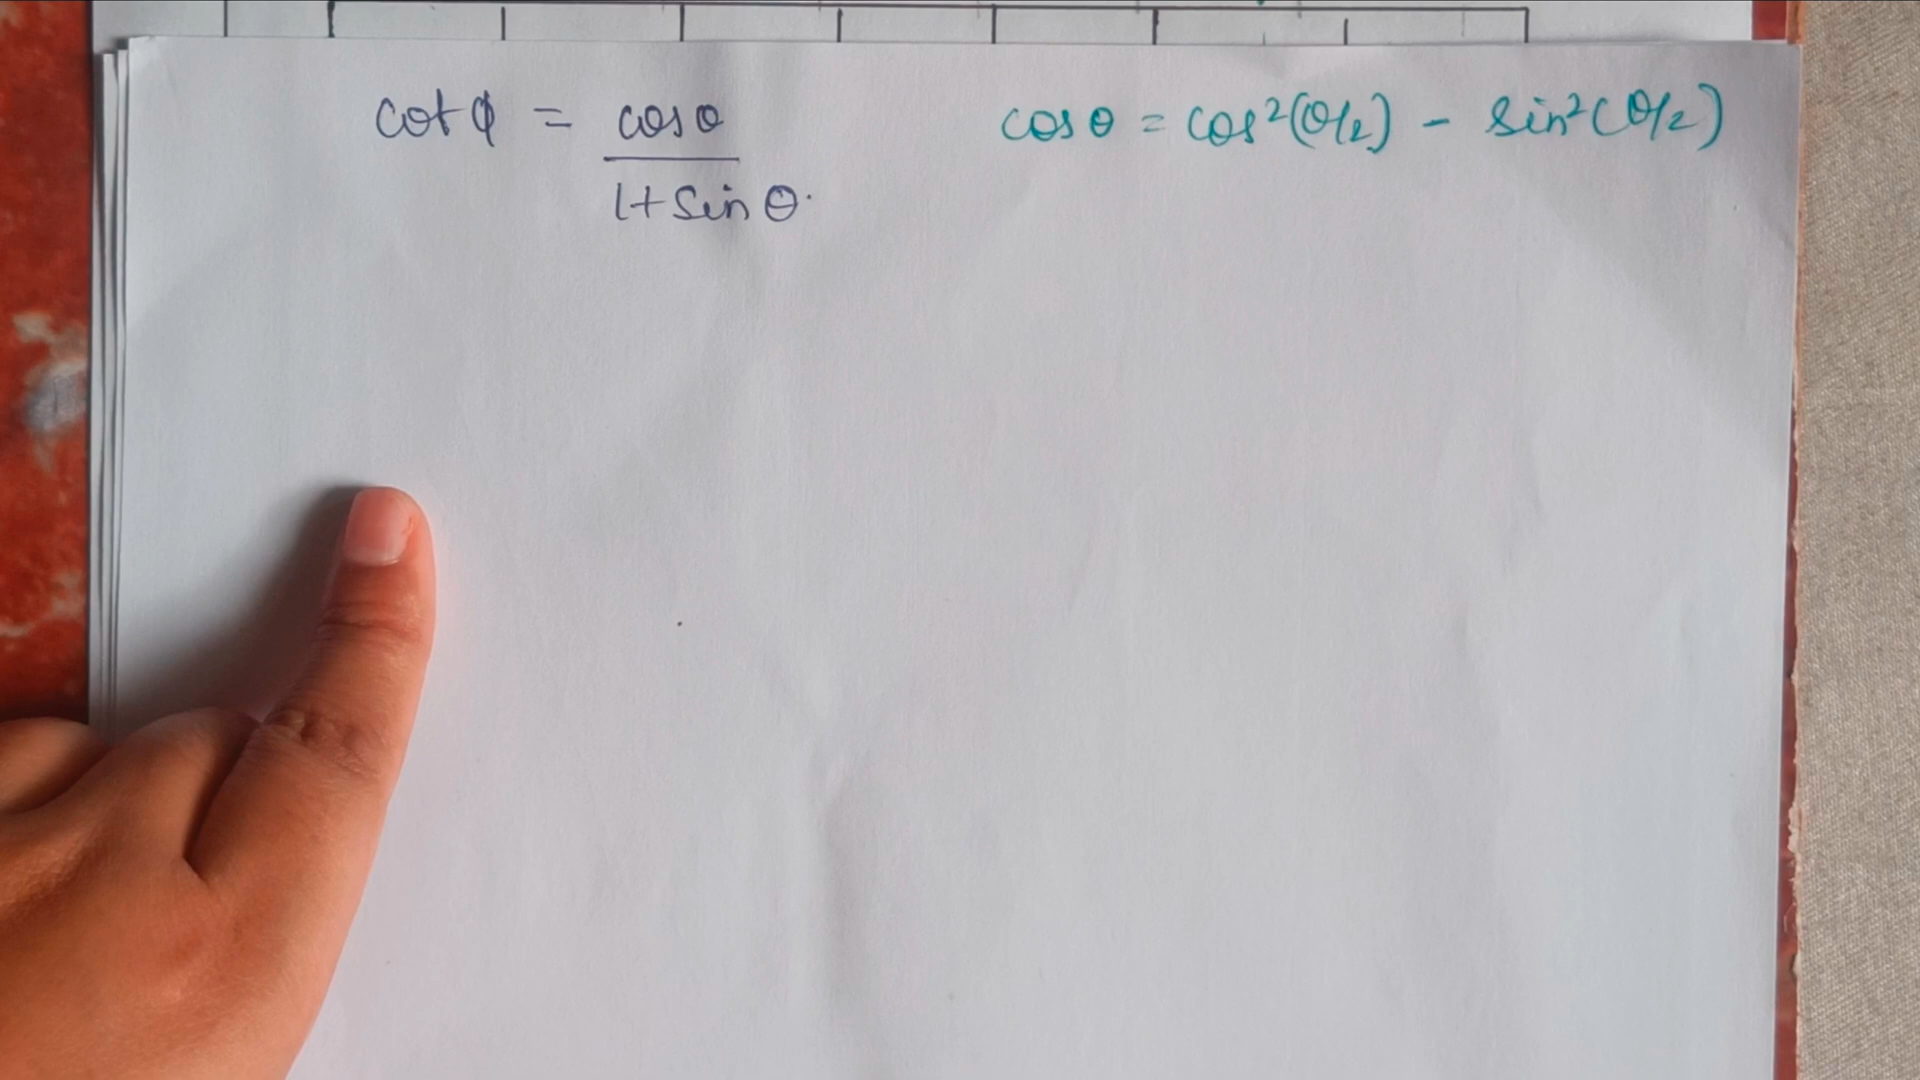 cot φ = cos θ / 1 + sin θ.
cos θ = cos²(θ/2) - sin²(θ/2)